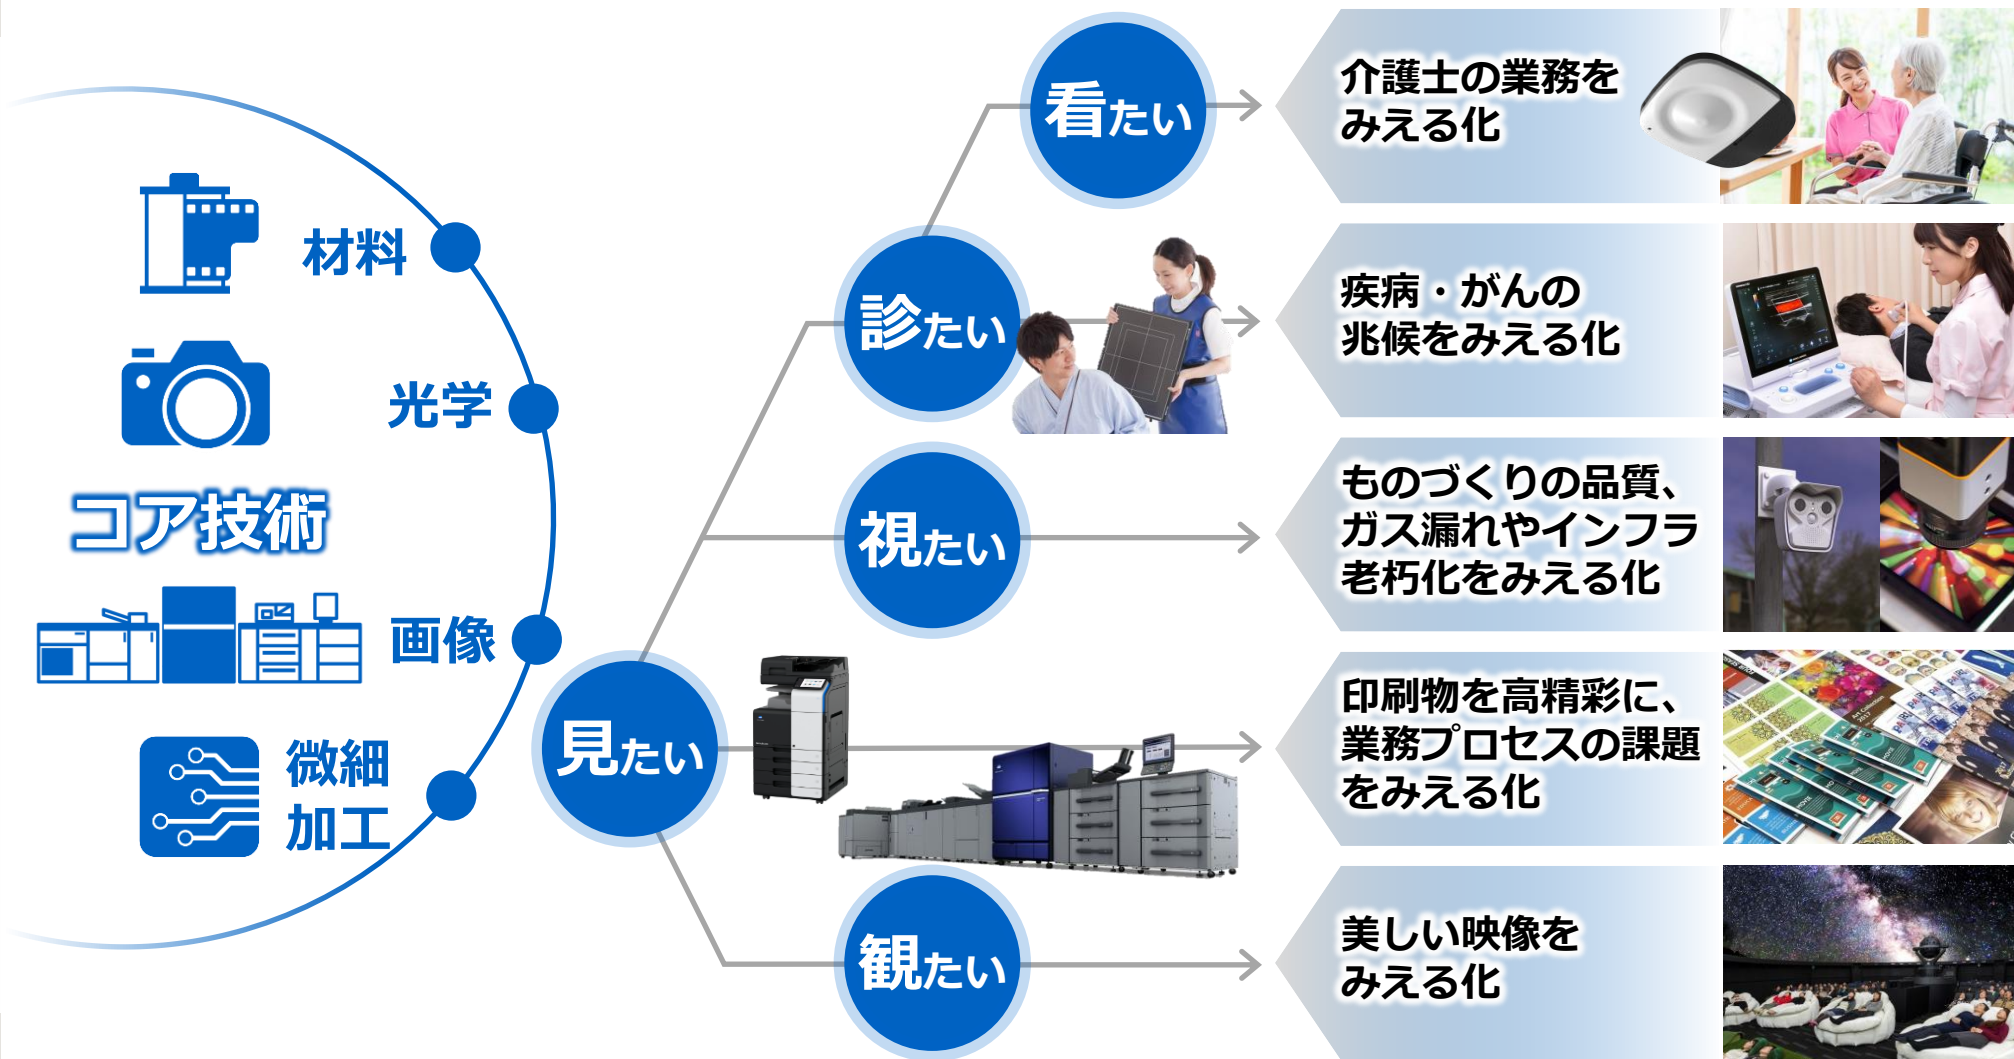 材料
光学
コア技術
画像
微細
加工
看たい
介護士の業務を
みえる化
診たい
疾病・がんの
兆候をみえる化
視たい
ものづくりの品質、
ガス漏れやインフラ
老朽化をみえる化
見たい
印刷物を高精彩に、
業務プロセスの課題
をみえる化
観たい
美しい映像を
みえる化